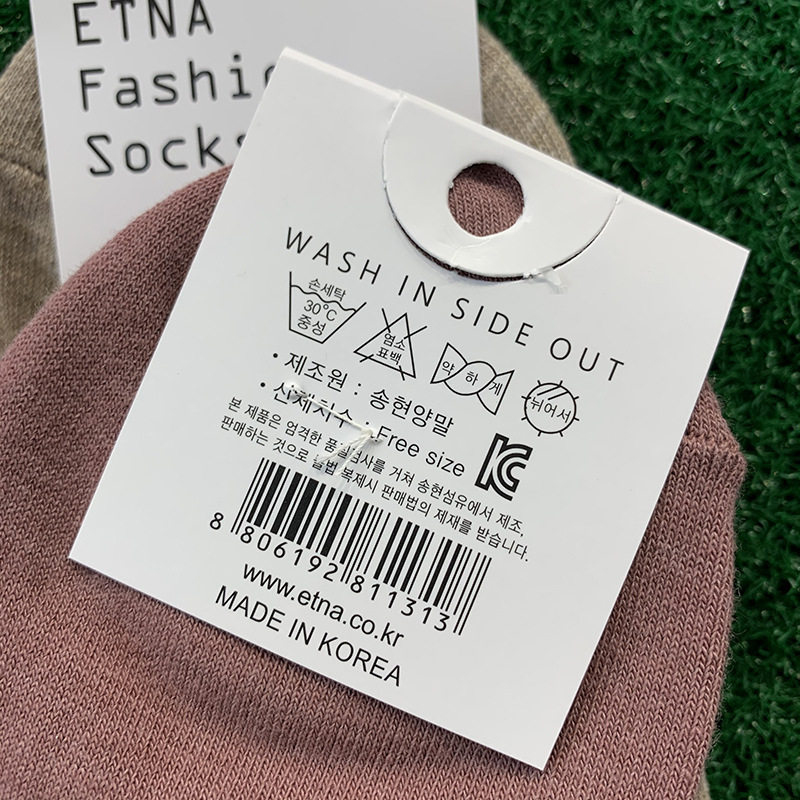 ETNA
Fashio
Socks
WASH IN SIDE OUT
손세탁
30°C
중성
염소
표백
약하게
뉘어서
• 제조원 : 송현양말
• 신체치수 : Free size
본 제품은 엄격한 품질검사를 거쳐 송현섬유에서 제조,
판매하는 것으로 불법 복제시 판매법의 제재를 받습니다.
8 806192 811313
www.etna.co.kr
MADE IN KOREA